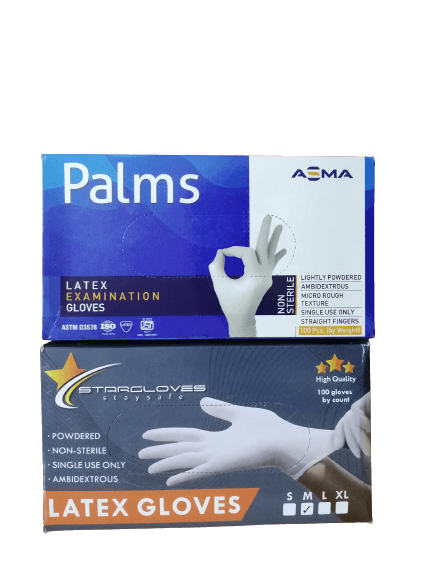 Palms
ASMA
LATEX
EXAMINATION
GLOVES
ASTM D3578 ISO
NON STERILE
LIGHTLY POWDERED
AMBIDEXTROUS
MICRO ROUGH
TEXTURE
SINGLE USE ONLY
STRAIGHT FINGERS
100 Pcs. (by Weight)
STARGLOVES
staysafe
High Quality
100 gloves
by count
· POWDERED
· NON-STERILE
· SINGLE USE ONLY
· AMBIDEXTROUS
LATEX GLOVES
S M L XL